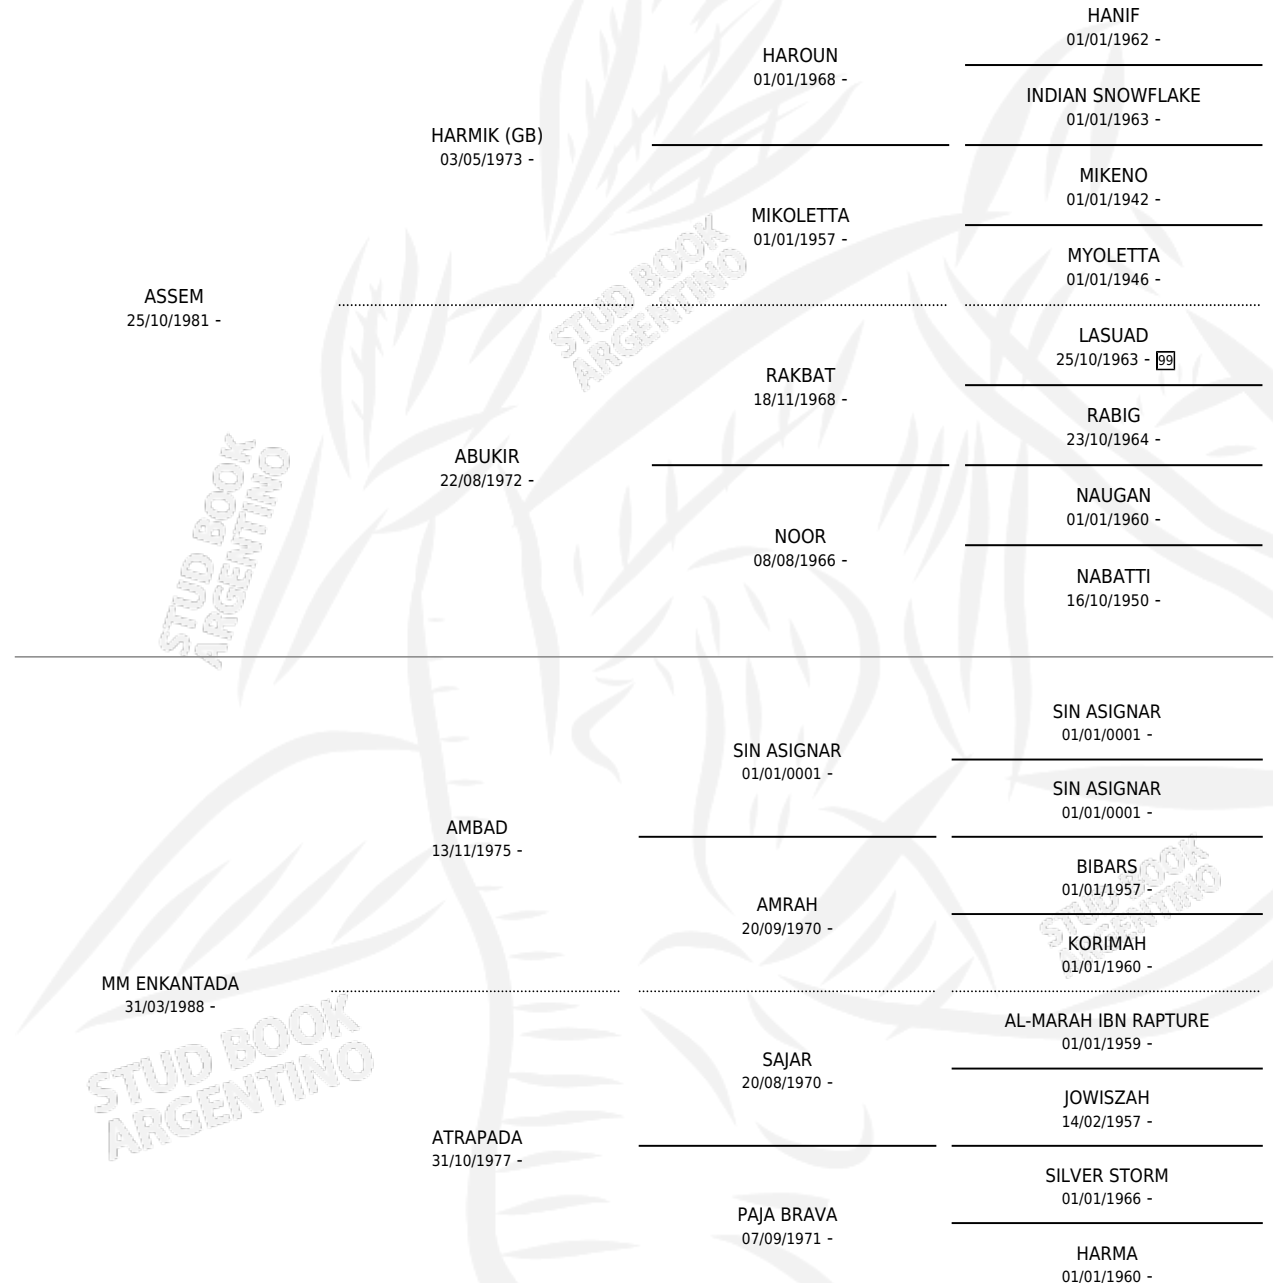 HANIF
01/01/1962 -
HAROUN
01/01/1968 -
INDIAN SNOWFLAKE
01/01/1963 -
HARMIK (GB)
03/05/1973 -
MIKENO
01/01/1942 -
MIKOLETTA
01/01/1957 -
MYOLETTA
01/01/1946 -
ASSEM
25/10/1981 -
LASUAD
25/10/1963 - 99
RAKBAT
18/11/1968 -
RABIG
23/10/1964 -
ABUKIR
22/08/1972 -
NAUGAN
01/01/1960 -
NOOR
08/08/1966 -
NABATTI
16/10/1950 -
SIN ASIGNAR
01/01/0001 -
SIN ASIGNAR
01/01/0001 -
SIN ASIGNAR
01/01/0001 -
AMBAD
13/11/1975 -
BIBARS
01/01/1957 -
AMRAH
20/09/1970 -
KORIMAH
01/01/1960 -
MM ENKANTADA
31/03/1988 -
AL-MARAH IBN RAPTURE
01/01/1959 -
SAJAR
20/08/1970 -
JOWISZAH
14/02/1957 -
ATRAPADA
31/10/1977 -
SILVER STORM
01/01/1966 -
PAJA BRAVA
07/09/1971 -
HARMA
01/01/1960 -
STUD BOOK
ARGENTINO
STUD BOOK
ARGENTINO
STUD BOOK
ARGENTINO
STUD BOOK
ARGENTINO